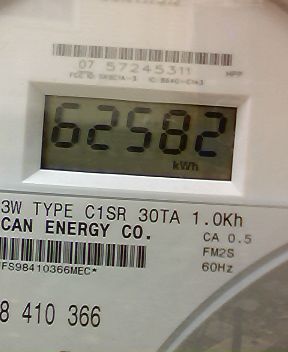 07 57245311 MPP
62582
kWh
3W TYPE C1SR 30TA 1.0Kh
CAN ENERGY CO. CA 0.5
FM2S
*FS98410366MEC* 60Hz
8 410 366